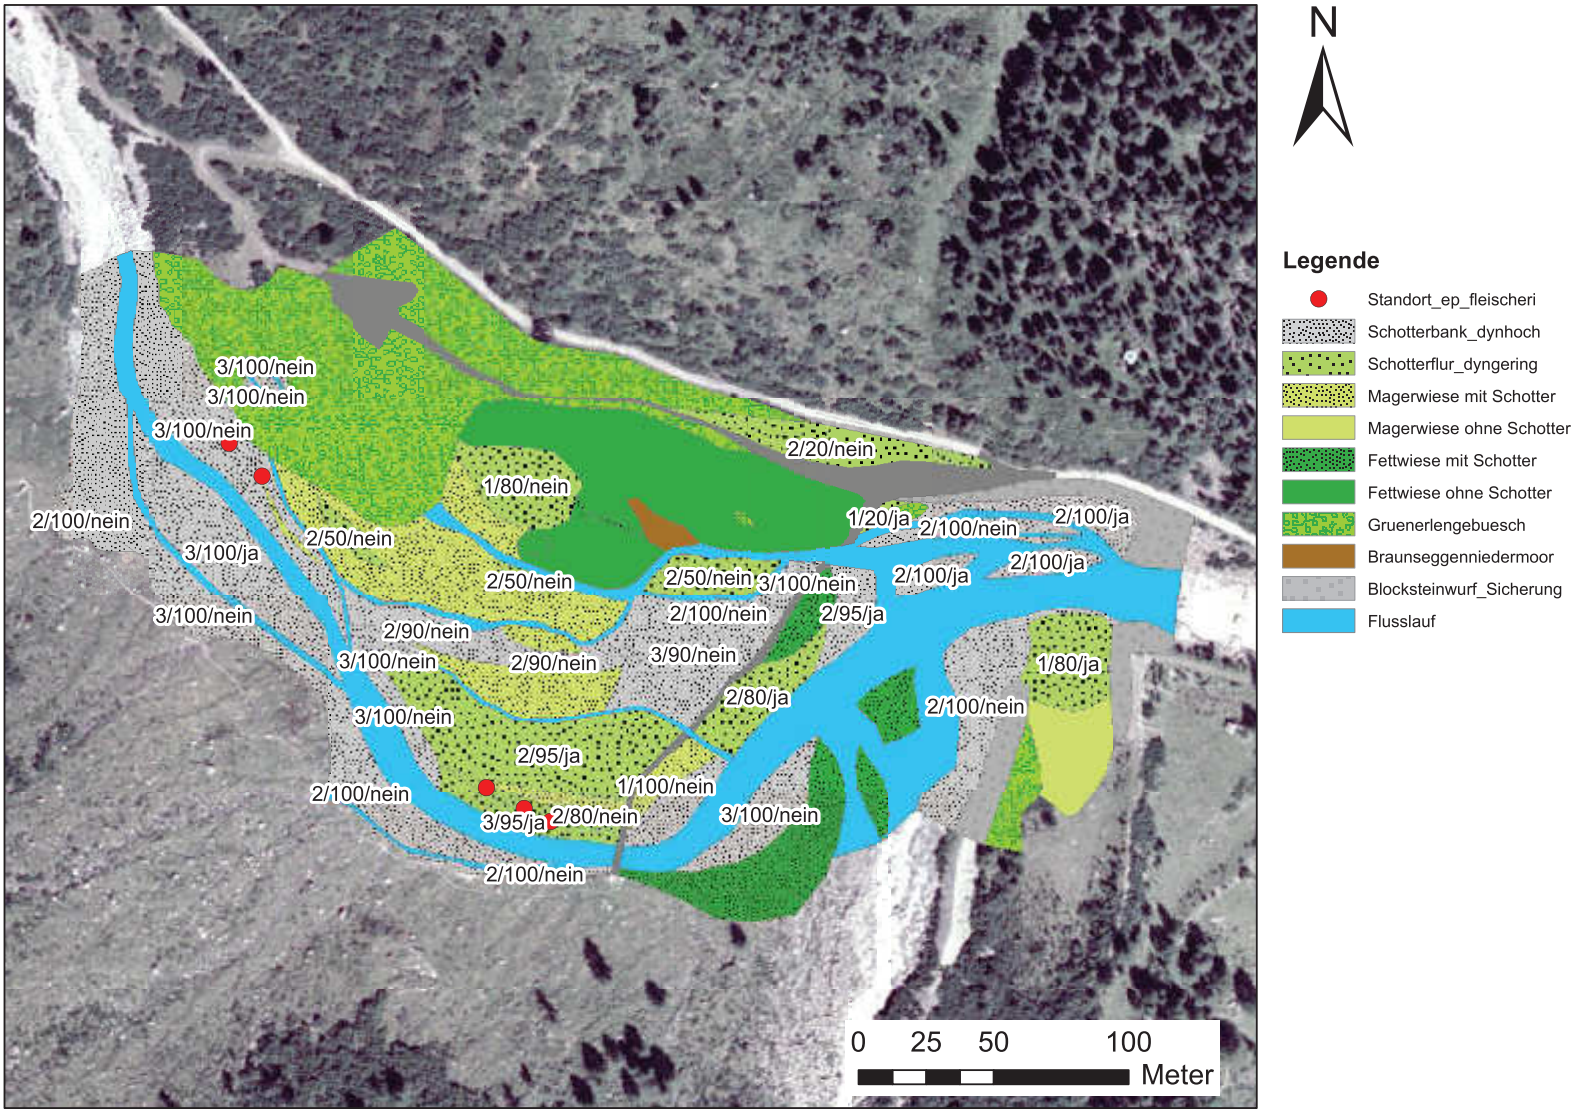 N
3/100/nein
3/100/nein
3/100/nein
2/20/nein
1/80/nein
2/100/nein
1/20/ja
2/100/nein
2/100/ja
2/50/nein
3/100/ja
2/100/ja
2/100/ja
2/50/nein
2/50/nein
3/100/nein
3/100/nein
2/100/nein
2/95/ja
2/90/nein
3/100/nein
2/90/nein
3/90/nein
1/80/ja
2/80/ja
2/100/nein
3/100/nein
2/95/ja
1/100/nein
2/100/nein
3/95/ja
2/80/nein
3/100/nein
2/100/nein
0 25 50 100
Meter
Legende
Standort_ep_fleischeri
Schotterbank_dynhoch
Schotterflur_dyngering
Magerwiese mit Schotter
Magerwiese ohne Schotter
Fettwiese mit Schotter
Fettwiese ohne Schotter
Gruenerlengebuesch
Braunseggenniedermoor
Blocksteinwurf_Sicherung
Flusslauf